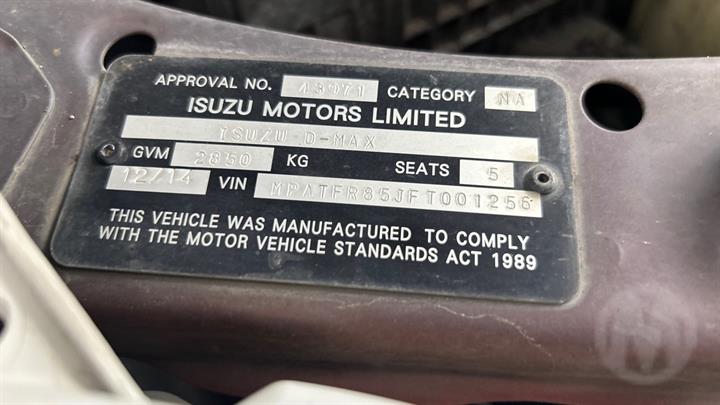 APPROVAL NO. 43071 CATEGORY NA
ISUZU MOTORS LIMITED
ISUZU D-MAX
GVM 2850 KG SEATS 5
12/14 VIN MPATFR85JFT001256
THIS VEHICLE WAS MANUFACTURED TO COMPLY
WITH THE MOTOR VEHICLE STANDARDS ACT 1989